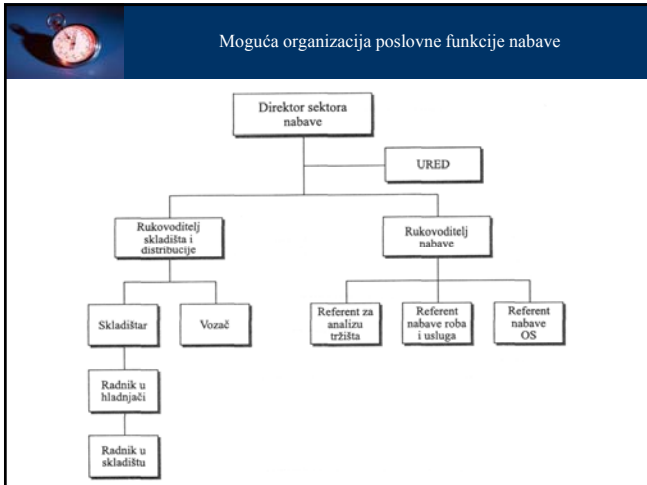 Moguća organizacija poslovne funkcije nabave
Direktor sektora
nabave
URED
Rukovoditelj
skladišta i
distribucije
Rukovoditelj
nabave
Skladištar
Vozač
Referent za
analizu
tržišta
Referent
nabave roba
i usluga
Referent
nabave
OS
Radnik u
hladnjači
Radnik u
skladištu